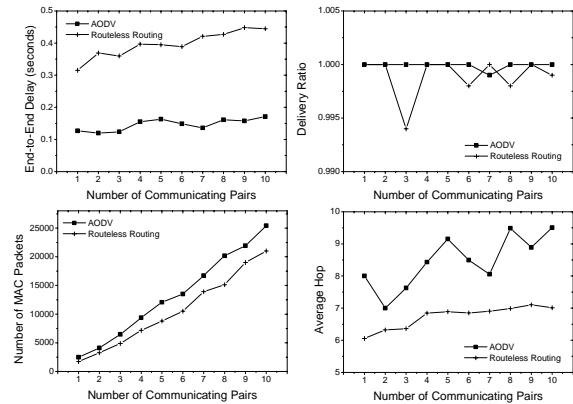 End-to-End Delay (seconds)
0.5
0.4
0.3
0.2
0.1
0.0
AODV
Routeless Routing
1 2 3 4 5 6 7 8 9 10
Number of Communicating Pairs
Delivery Ratio
1.000
0.995
0.990
AODV
Routeless Routing
1 2 3 4 5 6 7 8 9 10
Number of Communicating Pairs
Number of MAC Packets
25000
20000
15000
10000
5000
0
AODV
Routeless Routing
1 2 3 4 5 6 7 8 9 10
Number of Communicating Pairs
Average Hop
10
9
8
7
6
5
AODV
Routeless Routing
1 2 3 4 5 6 7 8 9 10
Number of Communicating Pairs